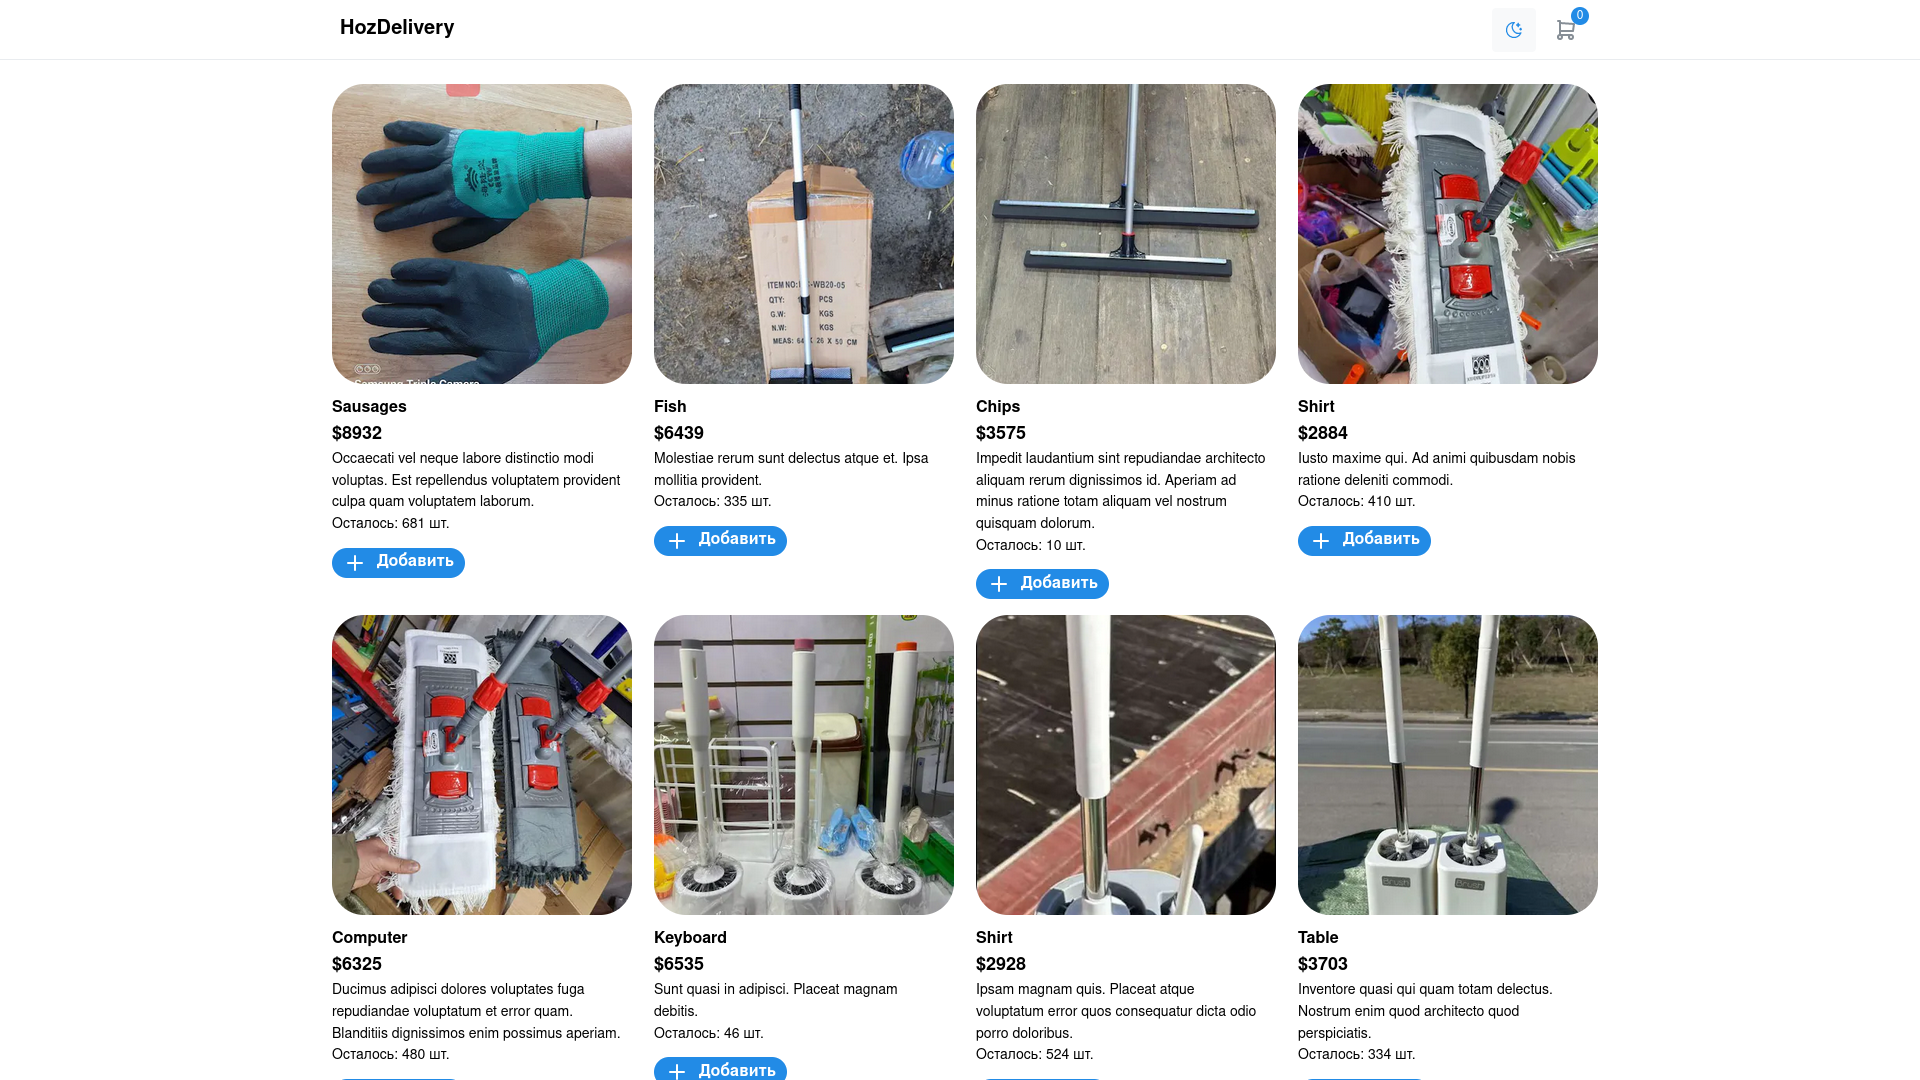 HozDelivery
0
ITEM NO:
WB20-05
QTY:
PCS
G.W:
KGS
N.W:
KGS
MEAS: 64 X 26 X 50 CM
Samsung Triple Camera
Sausages
$8932
Occaecati vel neque labore distinctio modi
voluptas. Est repellendus voluptatem provident
culpa quam voluptatem laborum.
Осталось: 681 шт.
Добавить
Fish
$6439
Molestiae rerum sunt delectus atque et. Ipsa
mollitia provident.
Осталось: 335 шт.
Добавить
Chips
$3575
Impedit laudantium sint repudiandae architecto
aliquam rerum dignissimos id. Aperiam ad
minus ratione totam aliquam vel nostrum
quisquam dolorum.
Осталось: 10 шт.
Добавить
Shirt
$2884
Iusto maxime qui. Ad animi quibusdam nobis
ratione deleniti commodi.
Осталось: 410 шт.
Добавить
Computer
$6325
Ducimus adipisci dolores voluptates fuga
repudiandae voluptatum et error quam.
Blanditiis dignissimos enim possimus aperiam.
Осталось: 480 шт.
Keyboard
$6535
Sunt quasi in adipisci. Placeat magnam
debitis.
Осталось: 46 шт.
Добавить
Shirt
$2928
Ipsam magnam quis. Placeat atque
voluptatum error quos consequatur dicta odio
porro doloribus.
Осталось: 524 шт.
Table
$3703
Inventore quasi qui quam totam delectus.
Nostrum enim quod architecto quod
perspiciatis.
Осталось: 334 шт.